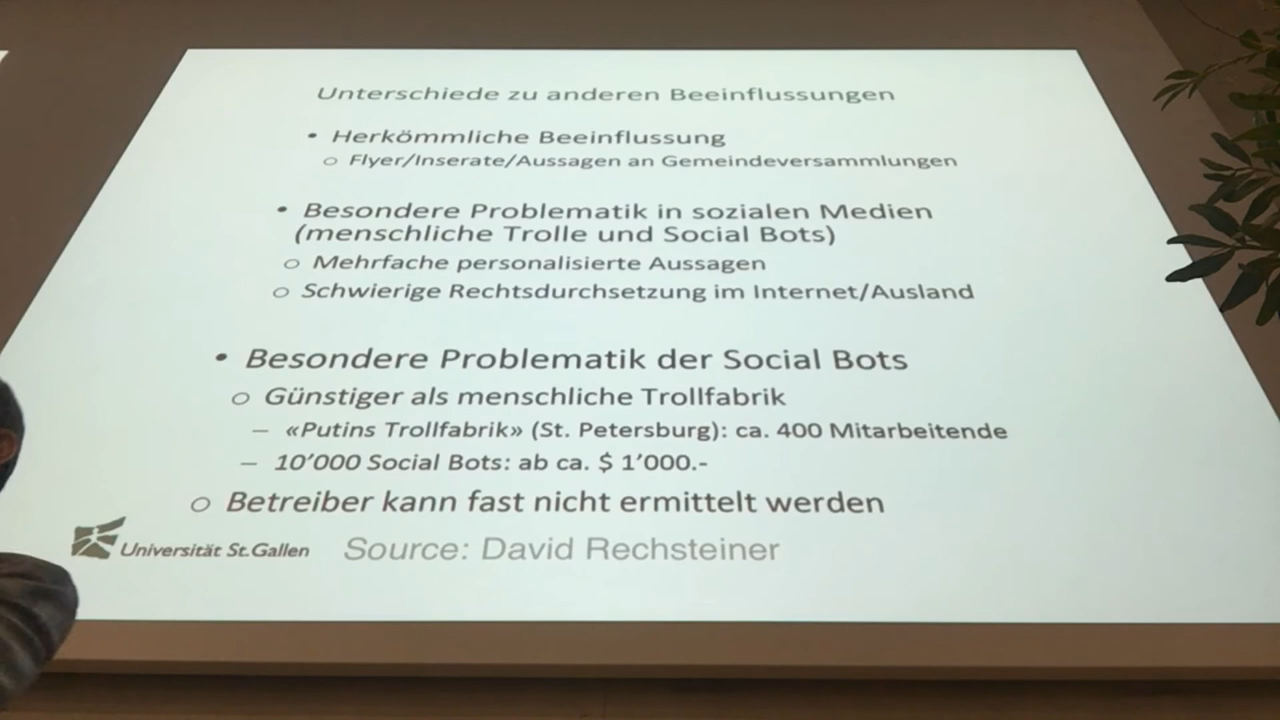 Unterschiede zu anderen Beeinflussungen
• Herkömmliche Beeinflussung
o Flyer/Inserate/Aussagen an Gemeindeversammlungen
• Besondere Problematik in sozialen Medien
(menschliche Trolle und Social Bots)
o Mehrfache personalisierte Aussagen
o Schwierige Rechtsdurchsetzung im Internet/Ausland
• Besondere Problematik der Social Bots
o Günstiger als menschliche Trollfabrik
– «Putins Trollfabrik» (St. Petersburg): ca. 400 Mitarbeitende
– 10’000 Social Bots: ab ca. $ 1’000.-
o Betreiber kann fast nicht ermittelt werden
Universität St.Gallen Source: David Rechsteiner